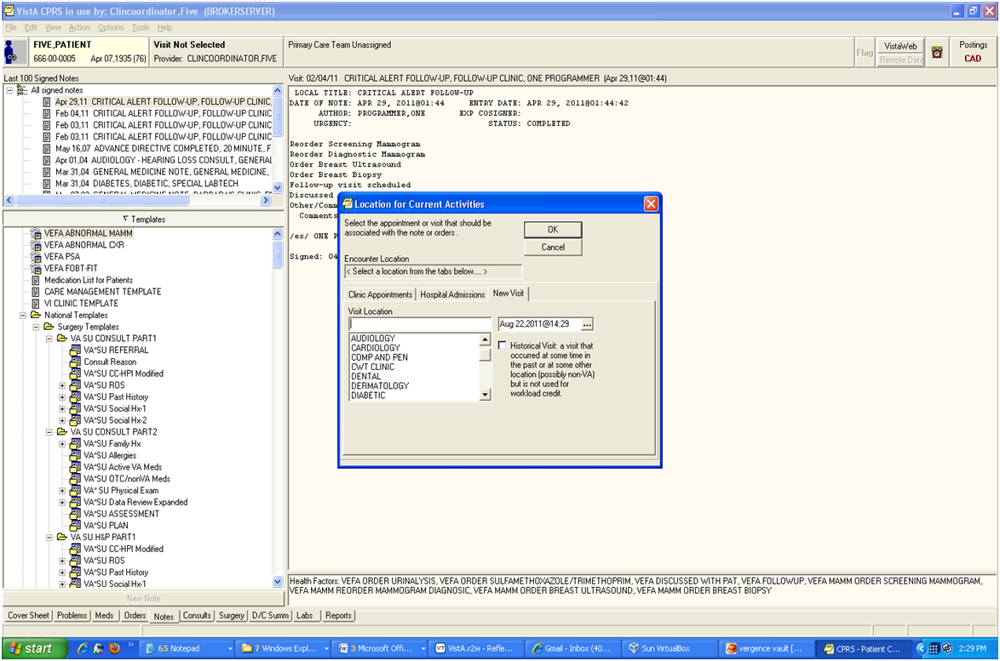 VistA CPRS in use by: Clincoordinator,Five (BROKERSERVER)
File Edit View Action Options Tools Help
FIVE,PATIENT
666-00-0005 Apr 07,1935 (76)
Visit Not Selected
Provider: CLINCOORDINATOR,FIVE
Primary Care Team Unassigned
Flag
VistaWeb
Remote Data
Postings
CAD
Last 100 Signed Notes
All signed notes
Apr 29,11 CRITICAL ALERT FOLLOW-UP, FOLLOW-UP CLINIC,
Feb 04,11 CRITICAL ALERT FOLLOW-UP, FOLLOW-UP CLINIC
Feb 03,11 CRITICAL ALERT FOLLOW-UP, FOLLOW-UP CLINIC
Feb 03,11 CRITICAL ALERT FOLLOW-UP, FOLLOW-UP CLINIC
May 16,07 ADVANCE DIRECTIVE COMPLETED, 20 MINUTE, F
Apr 01,04 AUDIOLOGY - HEARING LOSS CONSULT, GENERAL
Mar 31,04 GENERAL MEDICINE NOTE, GENERAL MEDICINE,
Mar 31,04 DIABETES, DIABETIC, SPECIAL LABTECH
Templates
VEFA ABNORMAL MAMM
VEFA ABNORMAL CXR
VEFA PSA
VEFA FOBT-FIT
Medication List for Patients
CARE MANAGEMENT TEMPLATE
VI CLINIC TEMPLATE
National Templates
Surgery Templates
VA SU CONSULT PART1
VA*SU REFERRAL
Consult Reason
VA*SU CC-HPI Modified
VA*SU ROS
VA*SU Past History
VA*SU Social Hx-1
VA*SU Social Hx-2
VA SU CONSULT PART2
VA*SU Family Hx
VA*SU Allergies
VA*SU Active VA Meds
VA*SU OTC/nonVA Meds
VA* SU Physical Exam
VA*SU Data Review Expanded
VA*SU ASSESSMENT
VA*SU PLAN
VA SU H&P PART1
VA*SU CC-HPI Modified
VA*SU ROS
VA*SU Past History
VA*SU Social Hx-1
New Note
Visit: 02/04/11 CRITICAL ALERT FOLLOW-UP, FOLLOW-UP CLINIC, ONE PROGRAMMER (Apr 29,11@01:44)
LOCAL TITLE: CRITICAL ALERT FOLLOW-UP
DATE OF NOTE: APR 29, 2011@01:44 ENTRY DATE: APR 29, 2011@01:44:42
AUTHOR: PROGRAMMER,ONE EXP COSIGNER:
URGENCY: STATUS: COMPLETED
Reorder Screening Mammogram
Reorder Diagnostic Mammogram
Order Breast Ultrasound
Order Breast Biopsy
Follow-up visit scheduled
Discussed
Other/Comm
Comments
/es/ ONE P
Signed: 04
Location for Current Activities
Select the appointment or visit that should be
associated with the note or orders .
OK
Cancel
Encounter Location
< Select a location from the tabs below.... >
Clinic Appointments Hospital Admissions New Visit
Visit Location
Aug 22,2011@14:29 ...
AUDIOLOGY
CARDIOLOGY
COMP AND PEN
CWT CLINIC
DENTAL
DERMATOLOGY
DIABETIC
Historical Visit: a visit that
occurred at some time in
the past or at some other
location (possibly non-VA)
but is not used for
workload credit.
Health Factors: VEFA ORDER URINALYSIS, VEFA ORDER SULFAMETHOXAZOLE/TRIMETHOPRIM, VEFA DISCUSSED WITH PAT, VEFA FOLLOWUP, VEFA MAMM ORDER SCREENING MAMMOGRAM,
VEFA MAMM REORDER MAMMOGRAM DIAGNOSIC, VEFA MAMM ORDER BREAST ULTRASOUND, VEFA MAMM ORDER BREAST BIOPSY
Cover Sheet Problems Meds Orders Notes Consults Surgery D/C Summ Labs Reports
start
65 Notepad
7 Windows Expl...
3 Microsoft Offi...
VistA.r2w - Refle...
Gmail - Inbox (40...
Sun VirtualBox
vergence vault [...
CPRS - Patient C...
2:29 PM